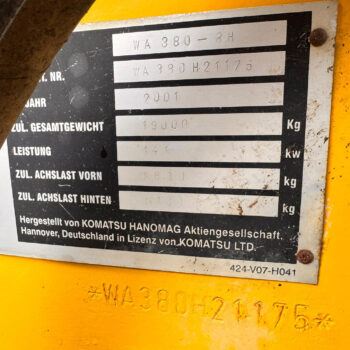 WA 380-3H
T. NR. WA380H21175
JAHR 2001
ZUL. GESAMTGEWICHT 19000 Kg
LEISTUNG kw
ZUL. ACHSLAST VORN Kg
ZUL. ACHSLAST HINTEN Kg
Hergestellt von KOMATSU HANOMAG Aktiengesellschaft.
Hannover, Deutschland in Lizenz von KOMATSU LTD.
424-V07-H041
*WA380H21175*